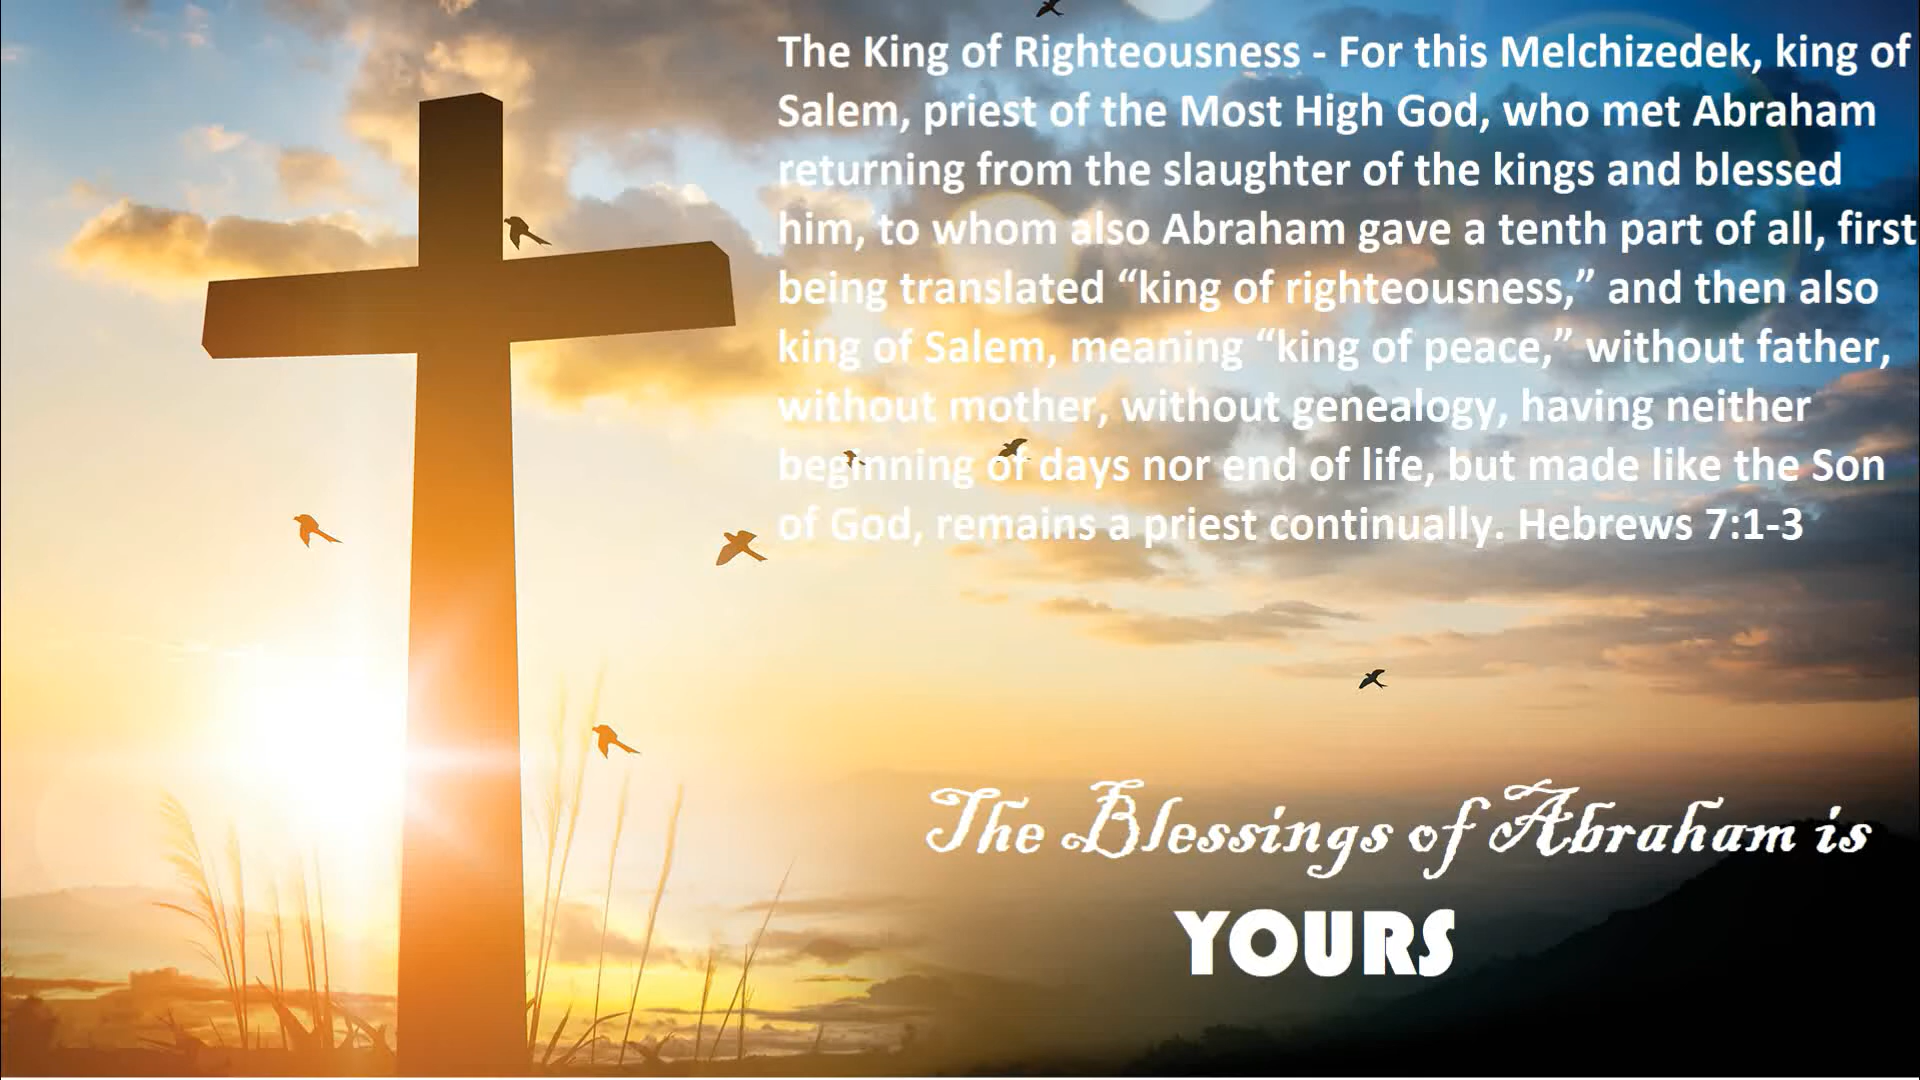 The King of Righteousness - For this Melchizedek, king of
Salem, priest of the Most High God, who met Abraham
returning from the slaughter of the kings and blessed
him, to whom also Abraham gave a tenth part of all, first
being translated “king of righteousness,” and then also
king of Salem, meaning “king of peace,” without father,
without mother, without genealogy, having neither
beginning of days nor end of life, but made like the Son
of God, remains a priest continually. Hebrews 7:1-3
The Blessings of Abraham is
YOURS